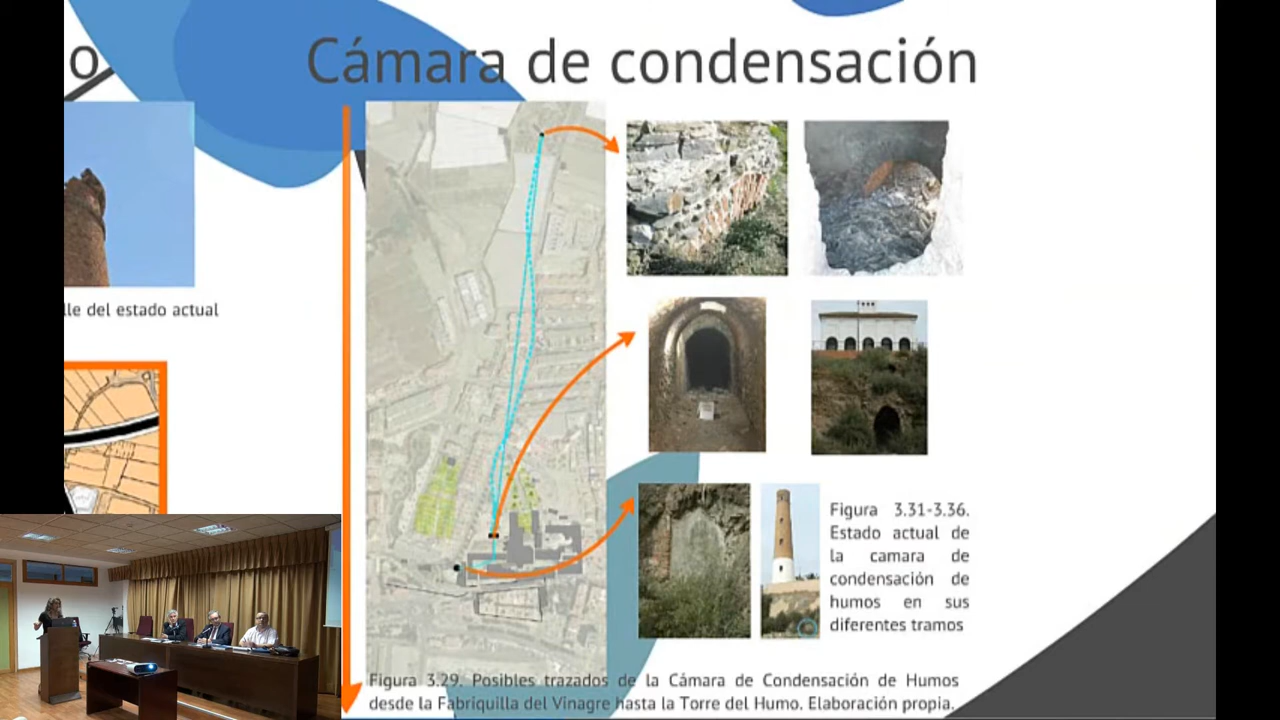 o
Cámara de condensación
lle del estado actual
Figura 3.31-3.36.
Estado actual de
la camara de
condensación de
humos en sus
diferentes tramos
Figura 3.29. Posibles trazados de la Cámara de Condensación de Humos
desde la Fabriquilla del Vinagre hasta la Torre del Humo. Elaboración propia.